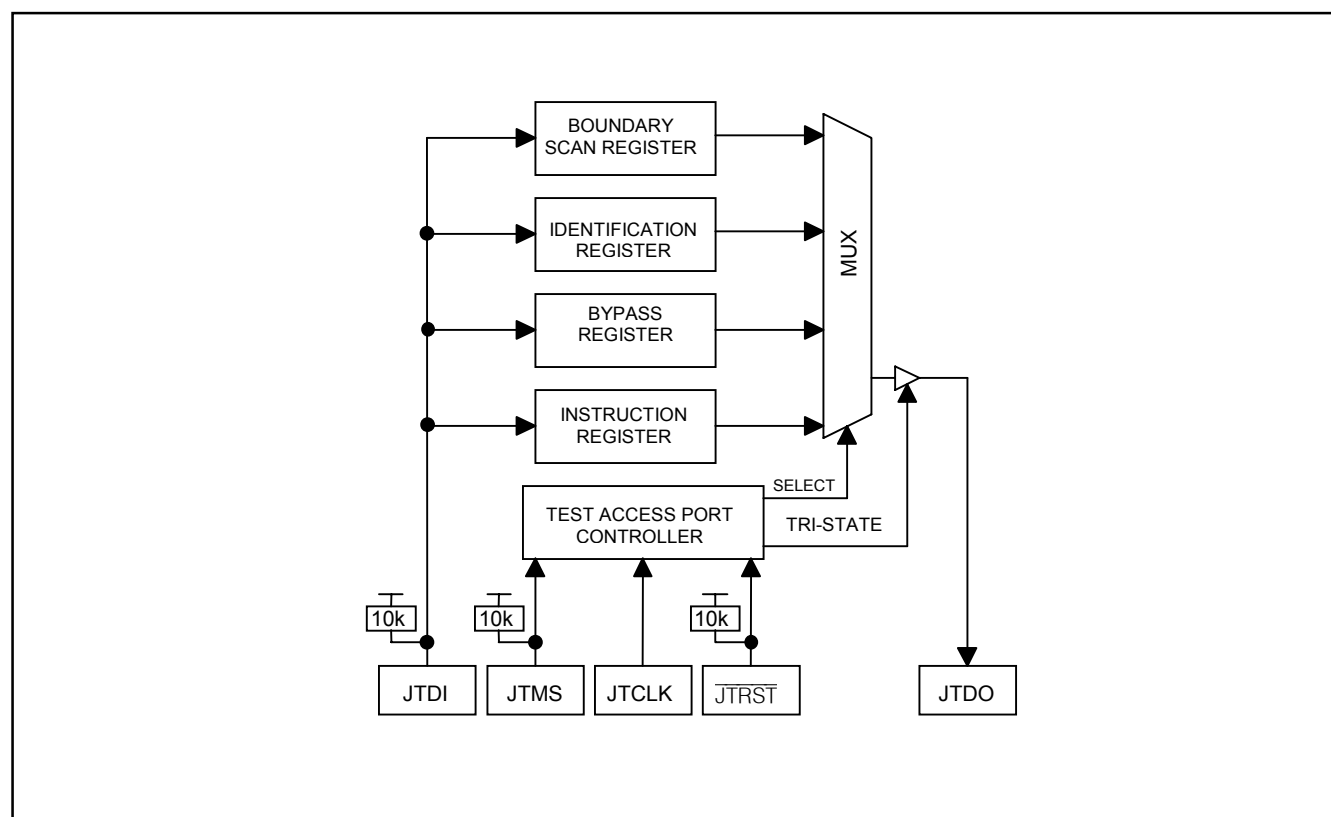 BOUNDARY
SCAN REGISTER
IDENTIFICATION
REGISTER
MUX
BYPASS
REGISTER
INSTRUCTION
REGISTER
SELECT
TEST ACCESS PORT
CONTROLLER
TRI-STATE
10k
10k
10k
JTDI
JTMS
JTCLK
JTRST
JTDO